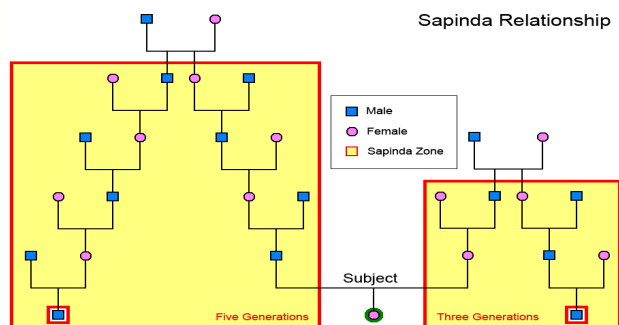 Sapinda Relationship
Male
Female
Sapinda Zone
Subject
Five Generations
Three Generations